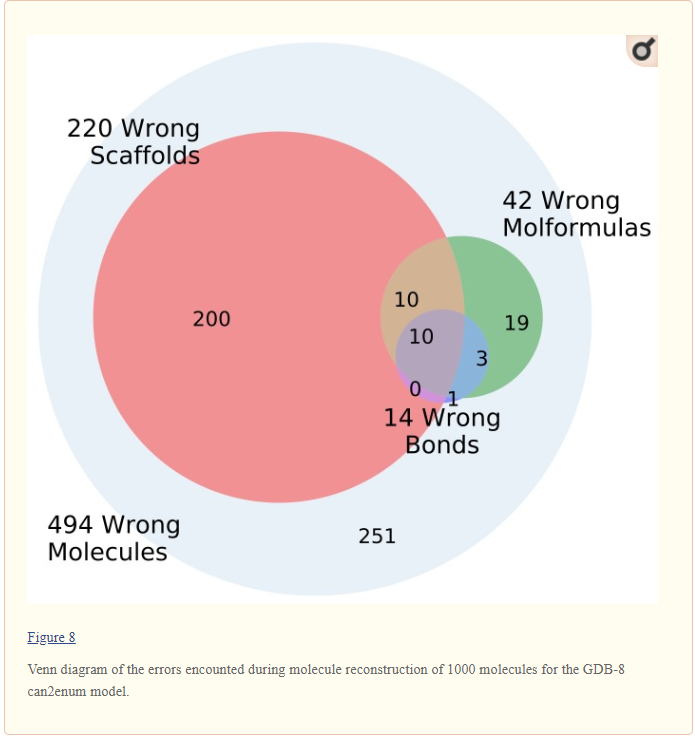 220 Wrong
Scaffolds
42 Wrong
Molformulas
10
200
19
10
3
0
1
14 Wrong
Bonds
494 Wrong
Molecules
251
Figure 8
Venn diagram of the errors encounted during molecule reconstruction of 1000 molecules for the GDB-8
can2enum model.